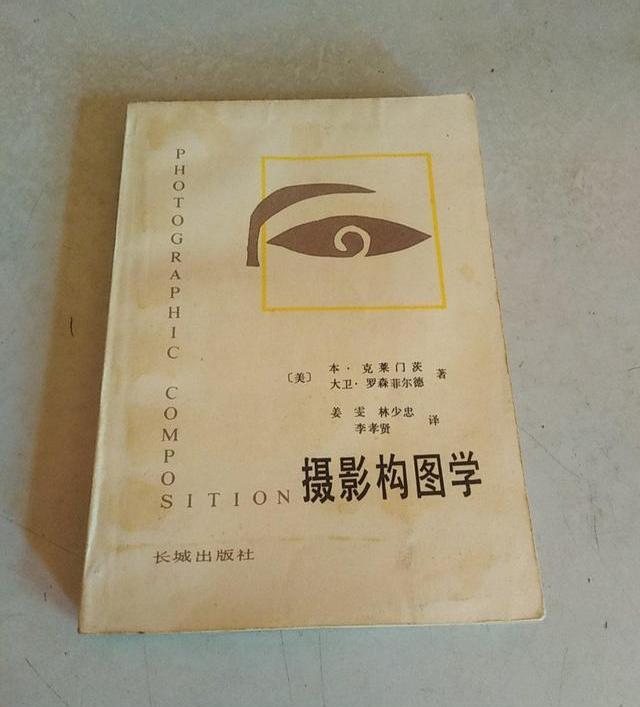 PHOTOGRAPHIC COMPOSITION
〔美〕 本·克莱门茨
大卫·罗森菲尔德 著
姜雯 林少忠
李孝贤 译
摄影构图学
长城出版社